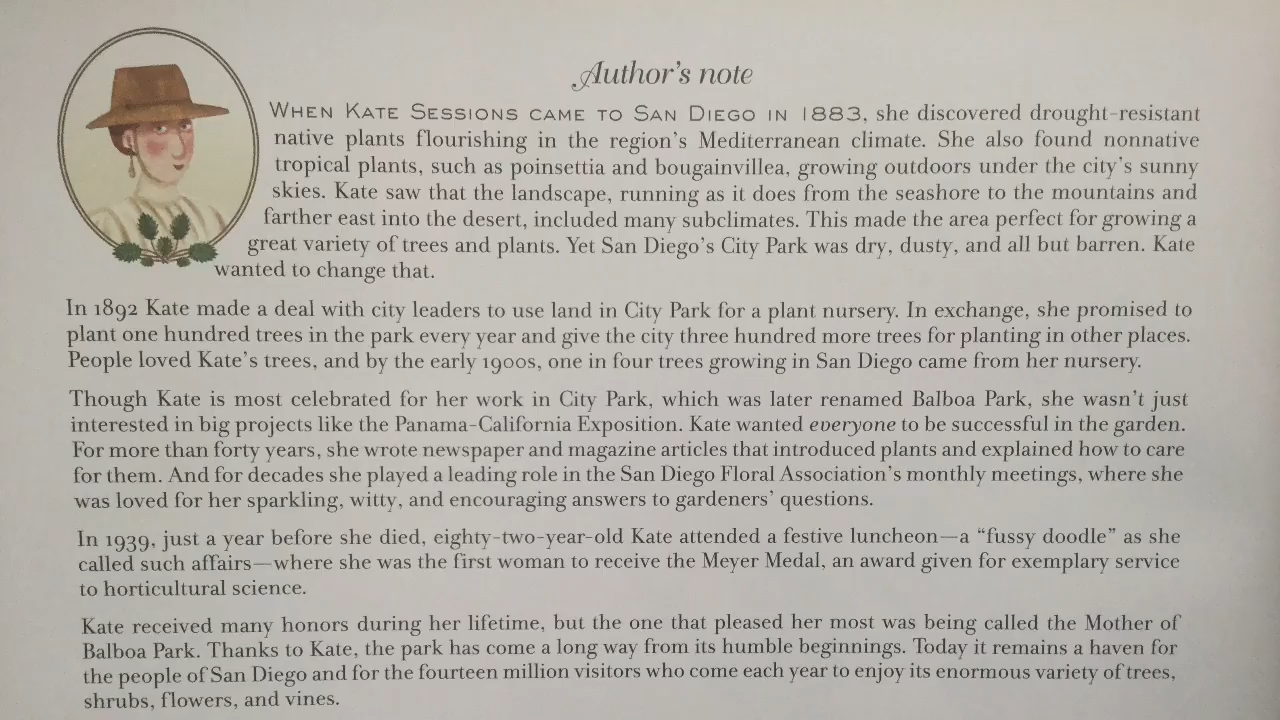 Author's note
WHEN KATE SESSIONS CAME TO SAN DIEGO IN 1883, she discovered drought-resistant
native plants flourishing in the region's Mediterranean climate. She also found nonnative
tropical plants, such as poinsettia and bougainvillea, growing outdoors under the city's sunny
skies. Kate saw that the landscape, running as it does from the seashore to the mountains and
farther east into the desert, included many subclimates. This made the area perfect for growing a
great variety of trees and plants. Yet San Diego's City Park was dry, dusty, and all but barren. Kate
wanted to change that.
In 1892 Kate made a deal with city leaders to use land in City Park for a plant nursery. In exchange, she promised to
plant one hundred trees in the park every year and give the city three hundred more trees for planting in other places.
People loved Kate's trees, and by the early 1900s, one in four trees growing in San Diego came from her nursery.
Though Kate is most celebrated for her work in City Park, which was later renamed Balboa Park, she wasn't just
interested in big projects like the Panama-California Exposition. Kate wanted everyone to be successful in the garden.
For more than forty years, she wrote newspaper and magazine articles that introduced plants and explained how to care
for them. And for decades she played a leading role in the San Diego Floral Association's monthly meetings, where she
was loved for her sparkling, witty, and encouraging answers to gardeners' questions.
In 1939, just a year before she died, eighty-two-year-old Kate attended a festive luncheon—a “fussy doodle” as she
called such affairs—where she was the first woman to receive the Meyer Medal, an award given for exemplary service
to horticultural science.
Kate received many honors during her lifetime, but the one that pleased her most was being called the Mother of
Balboa Park. Thanks to Kate, the park has come a long way from its humble beginnings. Today it remains a haven for
the people of San Diego and for the fourteen million visitors who come each year to enjoy its enormous variety of trees,
shrubs, flowers, and vines.